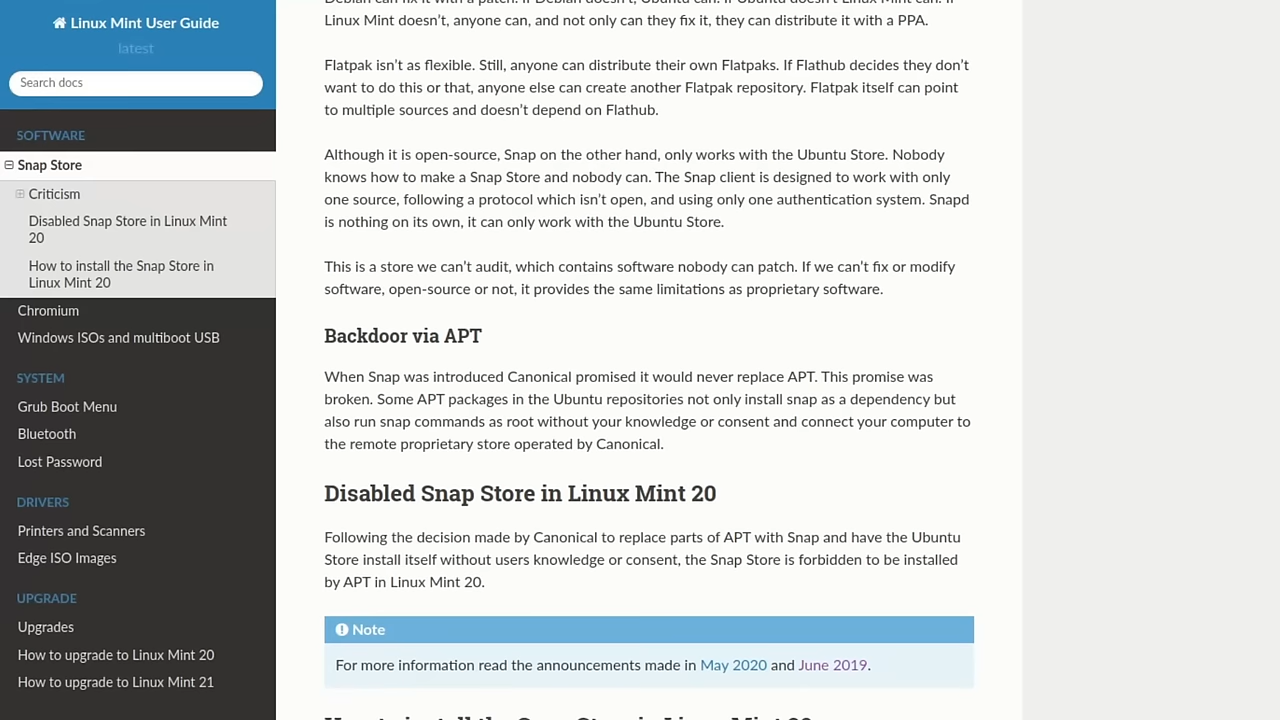 Linux Mint User Guide
latest
Search docs
SOFTWARE
Snap Store
Criticism
Disabled Snap Store in Linux Mint
20
How to install the Snap Store in
Linux Mint 20
Chromium
Windows ISOs and multiboot USB
SYSTEM
Grub Boot Menu
Bluetooth
Lost Password
DRIVERS
Printers and Scanners
Edge ISO Images
UPGRADE
Upgrades
How to upgrade to Linux Mint 20
How to upgrade to Linux Mint 21
Debian can fix it with a patch. If Debian doesn't, Ubuntu can. If Ubuntu doesn't Linux Mint can. If
Linux Mint doesn’t, anyone can, and not only can they fix it, they can distribute it with a PPA.
Flatpak isn’t as flexible. Still, anyone can distribute their own Flatpaks. If Flathub decides they don’t
want to do this or that, anyone else can create another Flatpak repository. Flatpak itself can point
to multiple sources and doesn’t depend on Flathub.
Although it is open-source, Snap on the other hand, only works with the Ubuntu Store. Nobody
knows how to make a Snap Store and nobody can. The Snap client is designed to work with only
one source, following a protocol which isn’t open, and using only one authentication system. Snapd
is nothing on its own, it can only work with the Ubuntu Store.
This is a store we can’t audit, which contains software nobody can patch. If we can’t fix or modify
software, open-source or not, it provides the same limitations as proprietary software.
Backdoor via APT
When Snap was introduced Canonical promised it would never replace APT. This promise was
broken. Some APT packages in the Ubuntu repositories not only install snap as a dependency but
also run snap commands as root without your knowledge or consent and connect your computer to
the remote proprietary store operated by Canonical.
Disabled Snap Store in Linux Mint 20
Following the decision made by Canonical to replace parts of APT with Snap and have the Ubuntu
Store install itself without users knowledge or consent, the Snap Store is forbidden to be installed
by APT in Linux Mint 20.
Note
For more information read the announcements made in May 2020 and June 2019.
How to install the Snap Store in Linux Mint 20